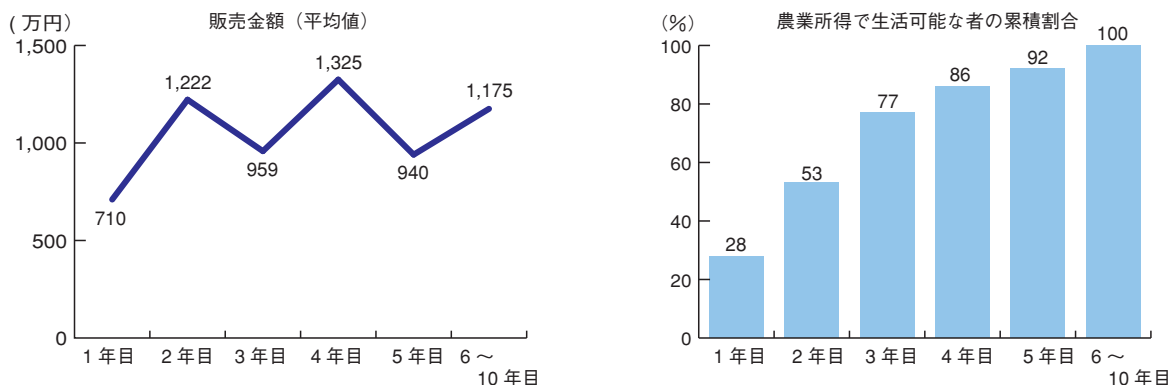 販売金額（平均値）
(万円)
1,500
1,000
500
0
710
1,222
959
1,325
940
1,175
1年目
2年目
3年目
4年目
5年目
6～
10年目
農業所得で生活可能な者の累積割合
(％)
100
80
60
40
20
0
28
53
77
86
92
100
1年目
2年目
3年目
4年目
5年目
6～
10年目